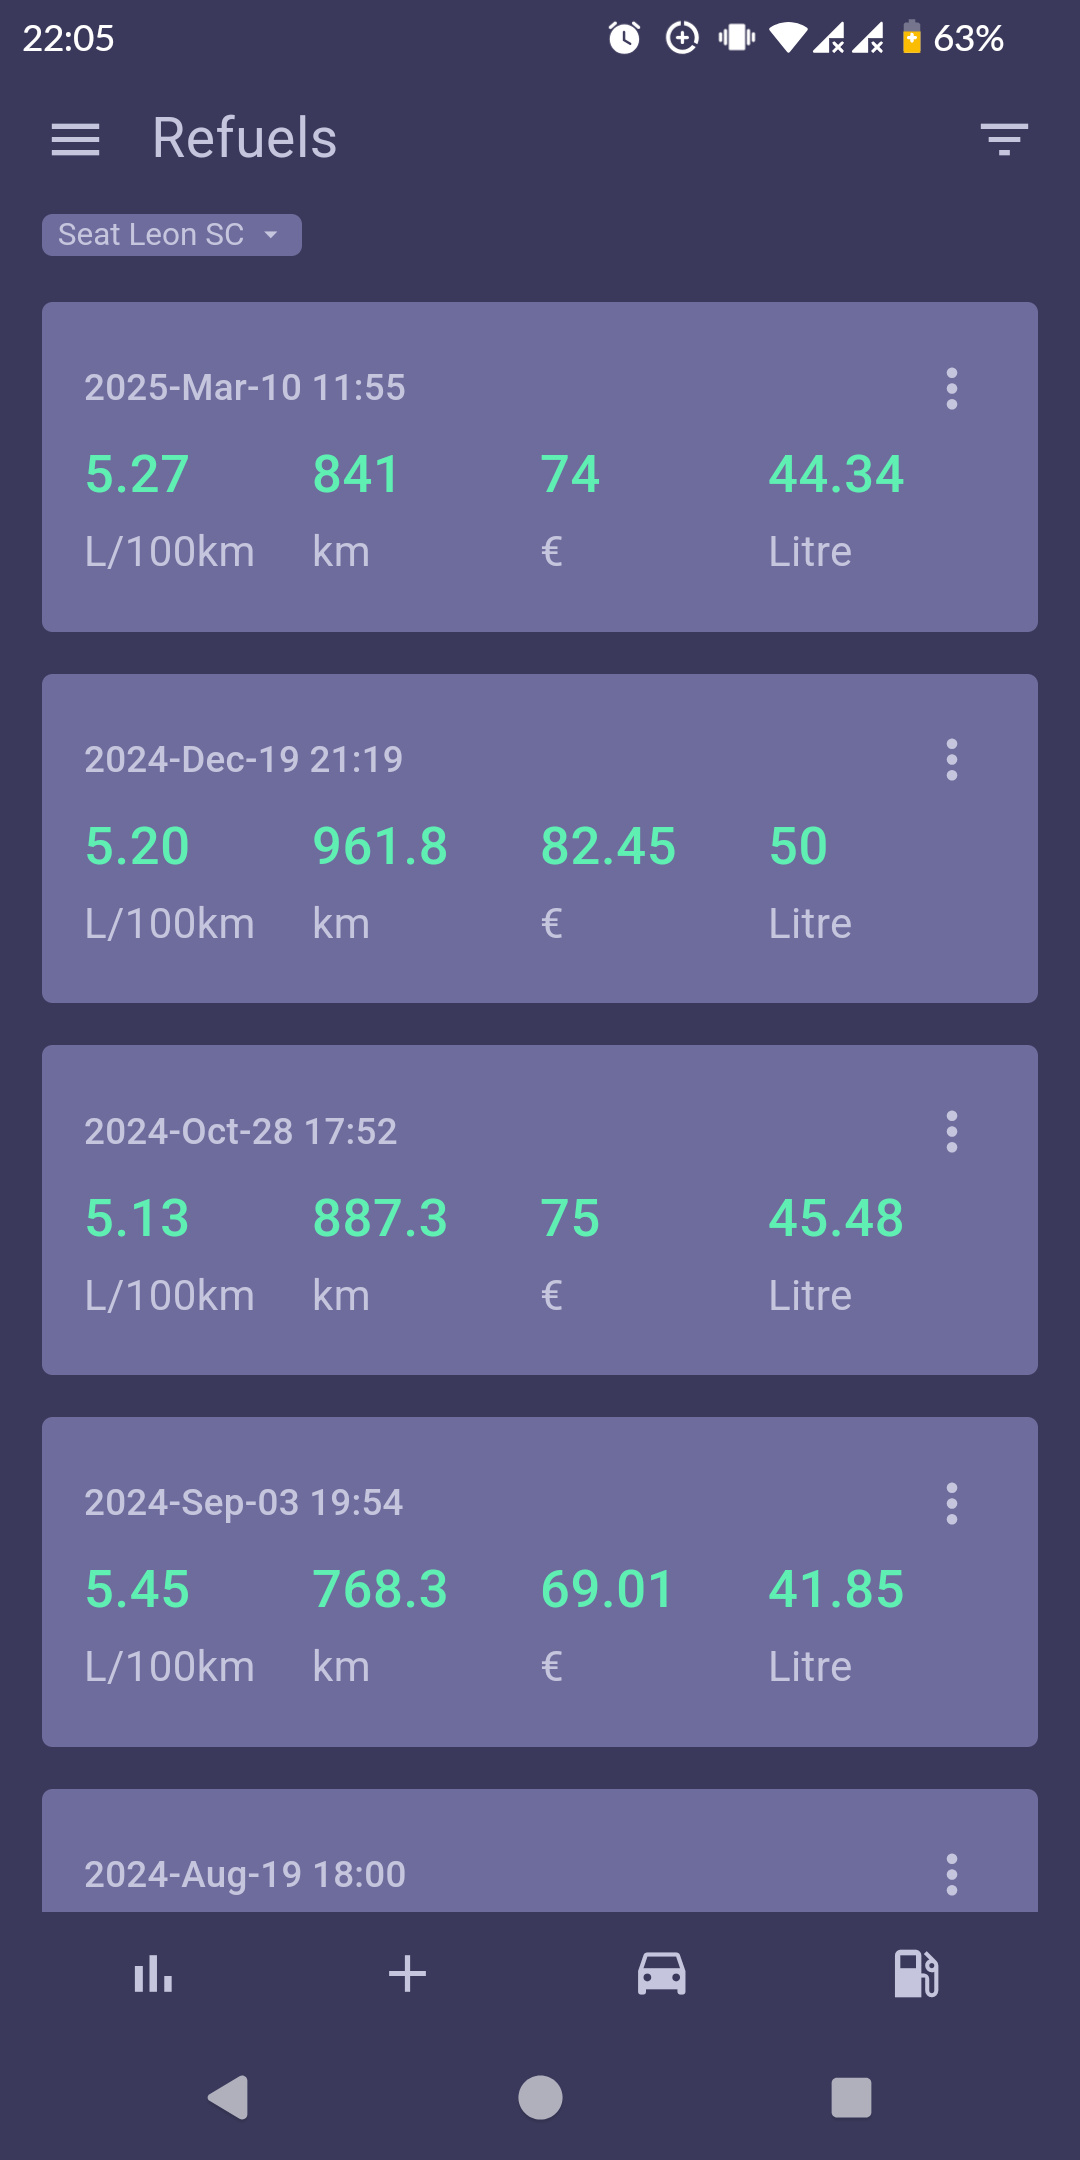 22:05 63%
Refuels
Seat Leon SC
2025-Mar-10 11:55
5.27 841 74 44.34
L/100km km € Litre
2024-Dec-19 21:19
5.20 961.8 82.45 50
L/100km km € Litre
2024-Oct-28 17:52
5.13 887.3 75 45.48
L/100km km € Litre
2024-Sep-03 19:54
5.45 768.3 69.01 41.85
L/100km km € Litre
2024-Aug-19 18:00